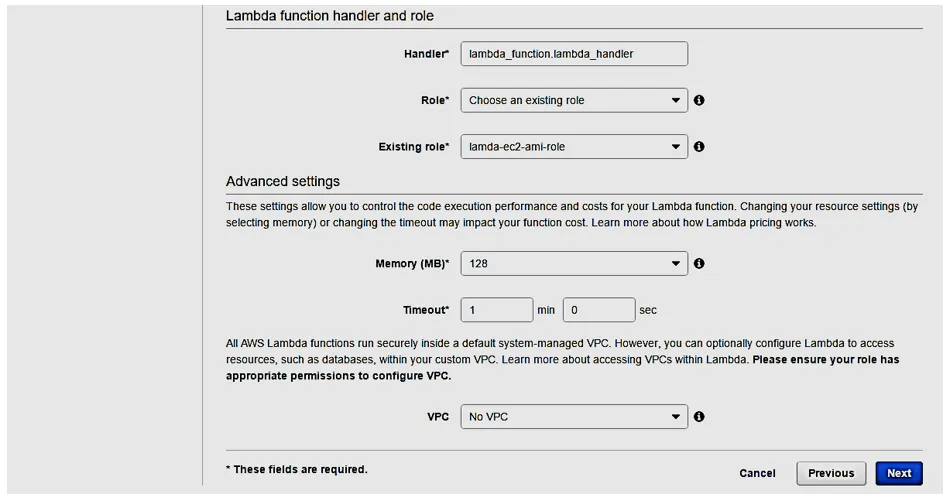 Lambda function handler and role
Handler* lambda_function.lambda_handler
Role* Choose an existing role
Existing role* lamda-ec2-ami-role
Advanced settings
These settings allow you to control the code execution performance and costs for your Lambda function. Changing your resource settings (by
selecting memory) or changing the timeout may impact your function cost. Learn more about how Lambda pricing works.
Memory (MB)* 128
Timeout* 1 min 0 sec
All AWS Lambda functions run securely inside a default system-managed VPC. However, you can optionally configure Lambda to access
resources, such as databases, within your custom VPC. Learn more about accessing VPCs within Lambda. Please ensure your role has
appropriate permissions to configure VPC.
VPC No VPC
* These fields are required.
Cancel Previous Next